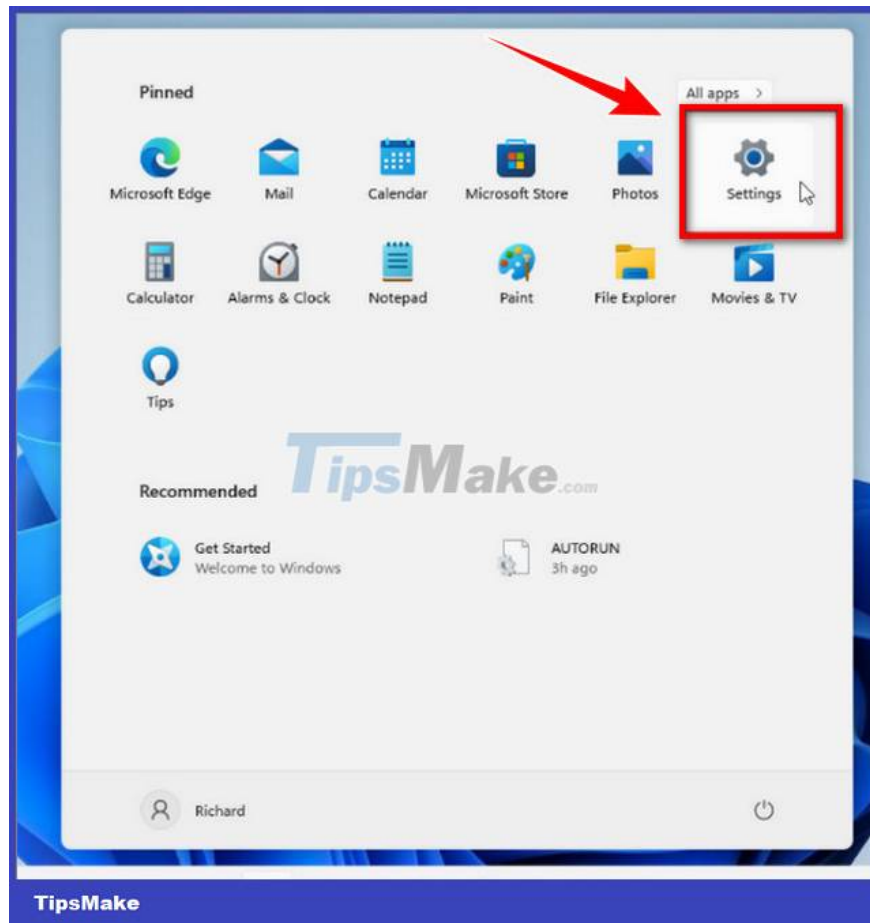 Pinned
All apps >
Microsoft Edge
Mail
Calendar
Microsoft Store
Photos
Settings
Calculator
Alarms & Clock
Notepad
Paint
File Explorer
Movies & TV
Tips
TipsMake.com
Recommended
Get Started
Welcome to Windows
AUTORUN
3h ago
Richard
TipsMake